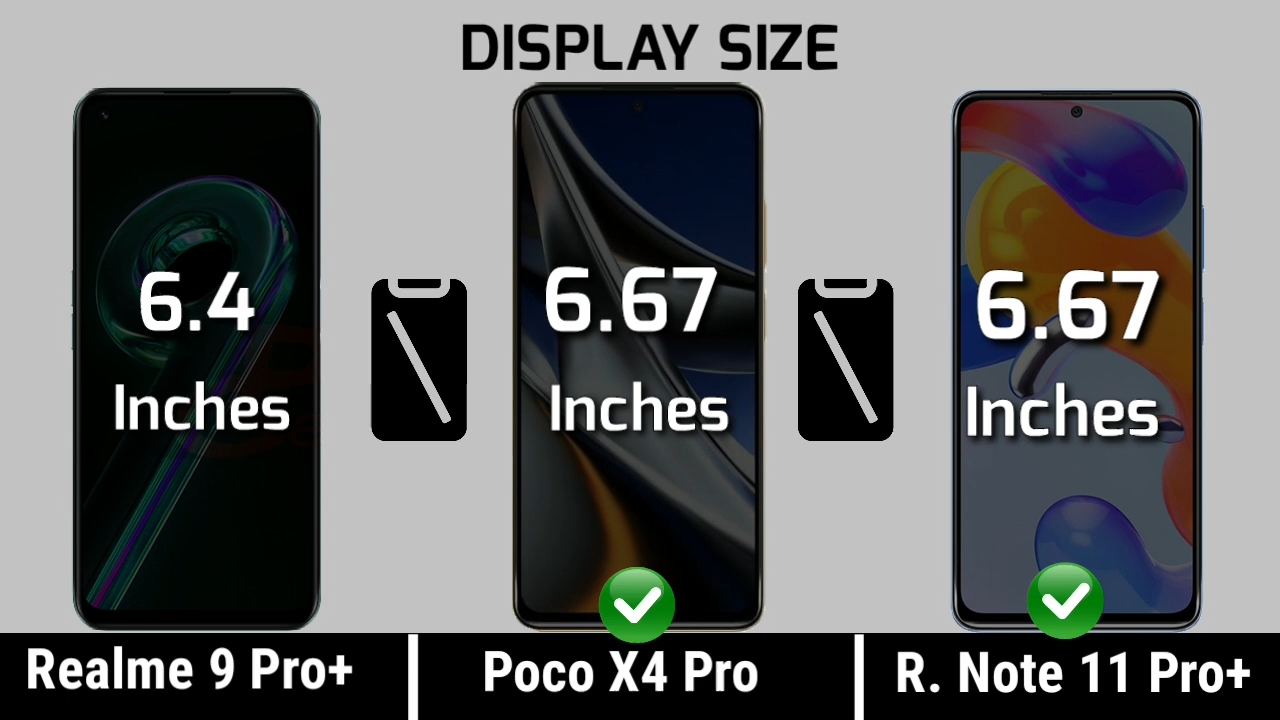 DISPLAY SIZE
6.4
Inches
6.67
Inches
6.67
Inches
Realme 9 Pro+
Poco X4 Pro
R. Note 11 Pro+